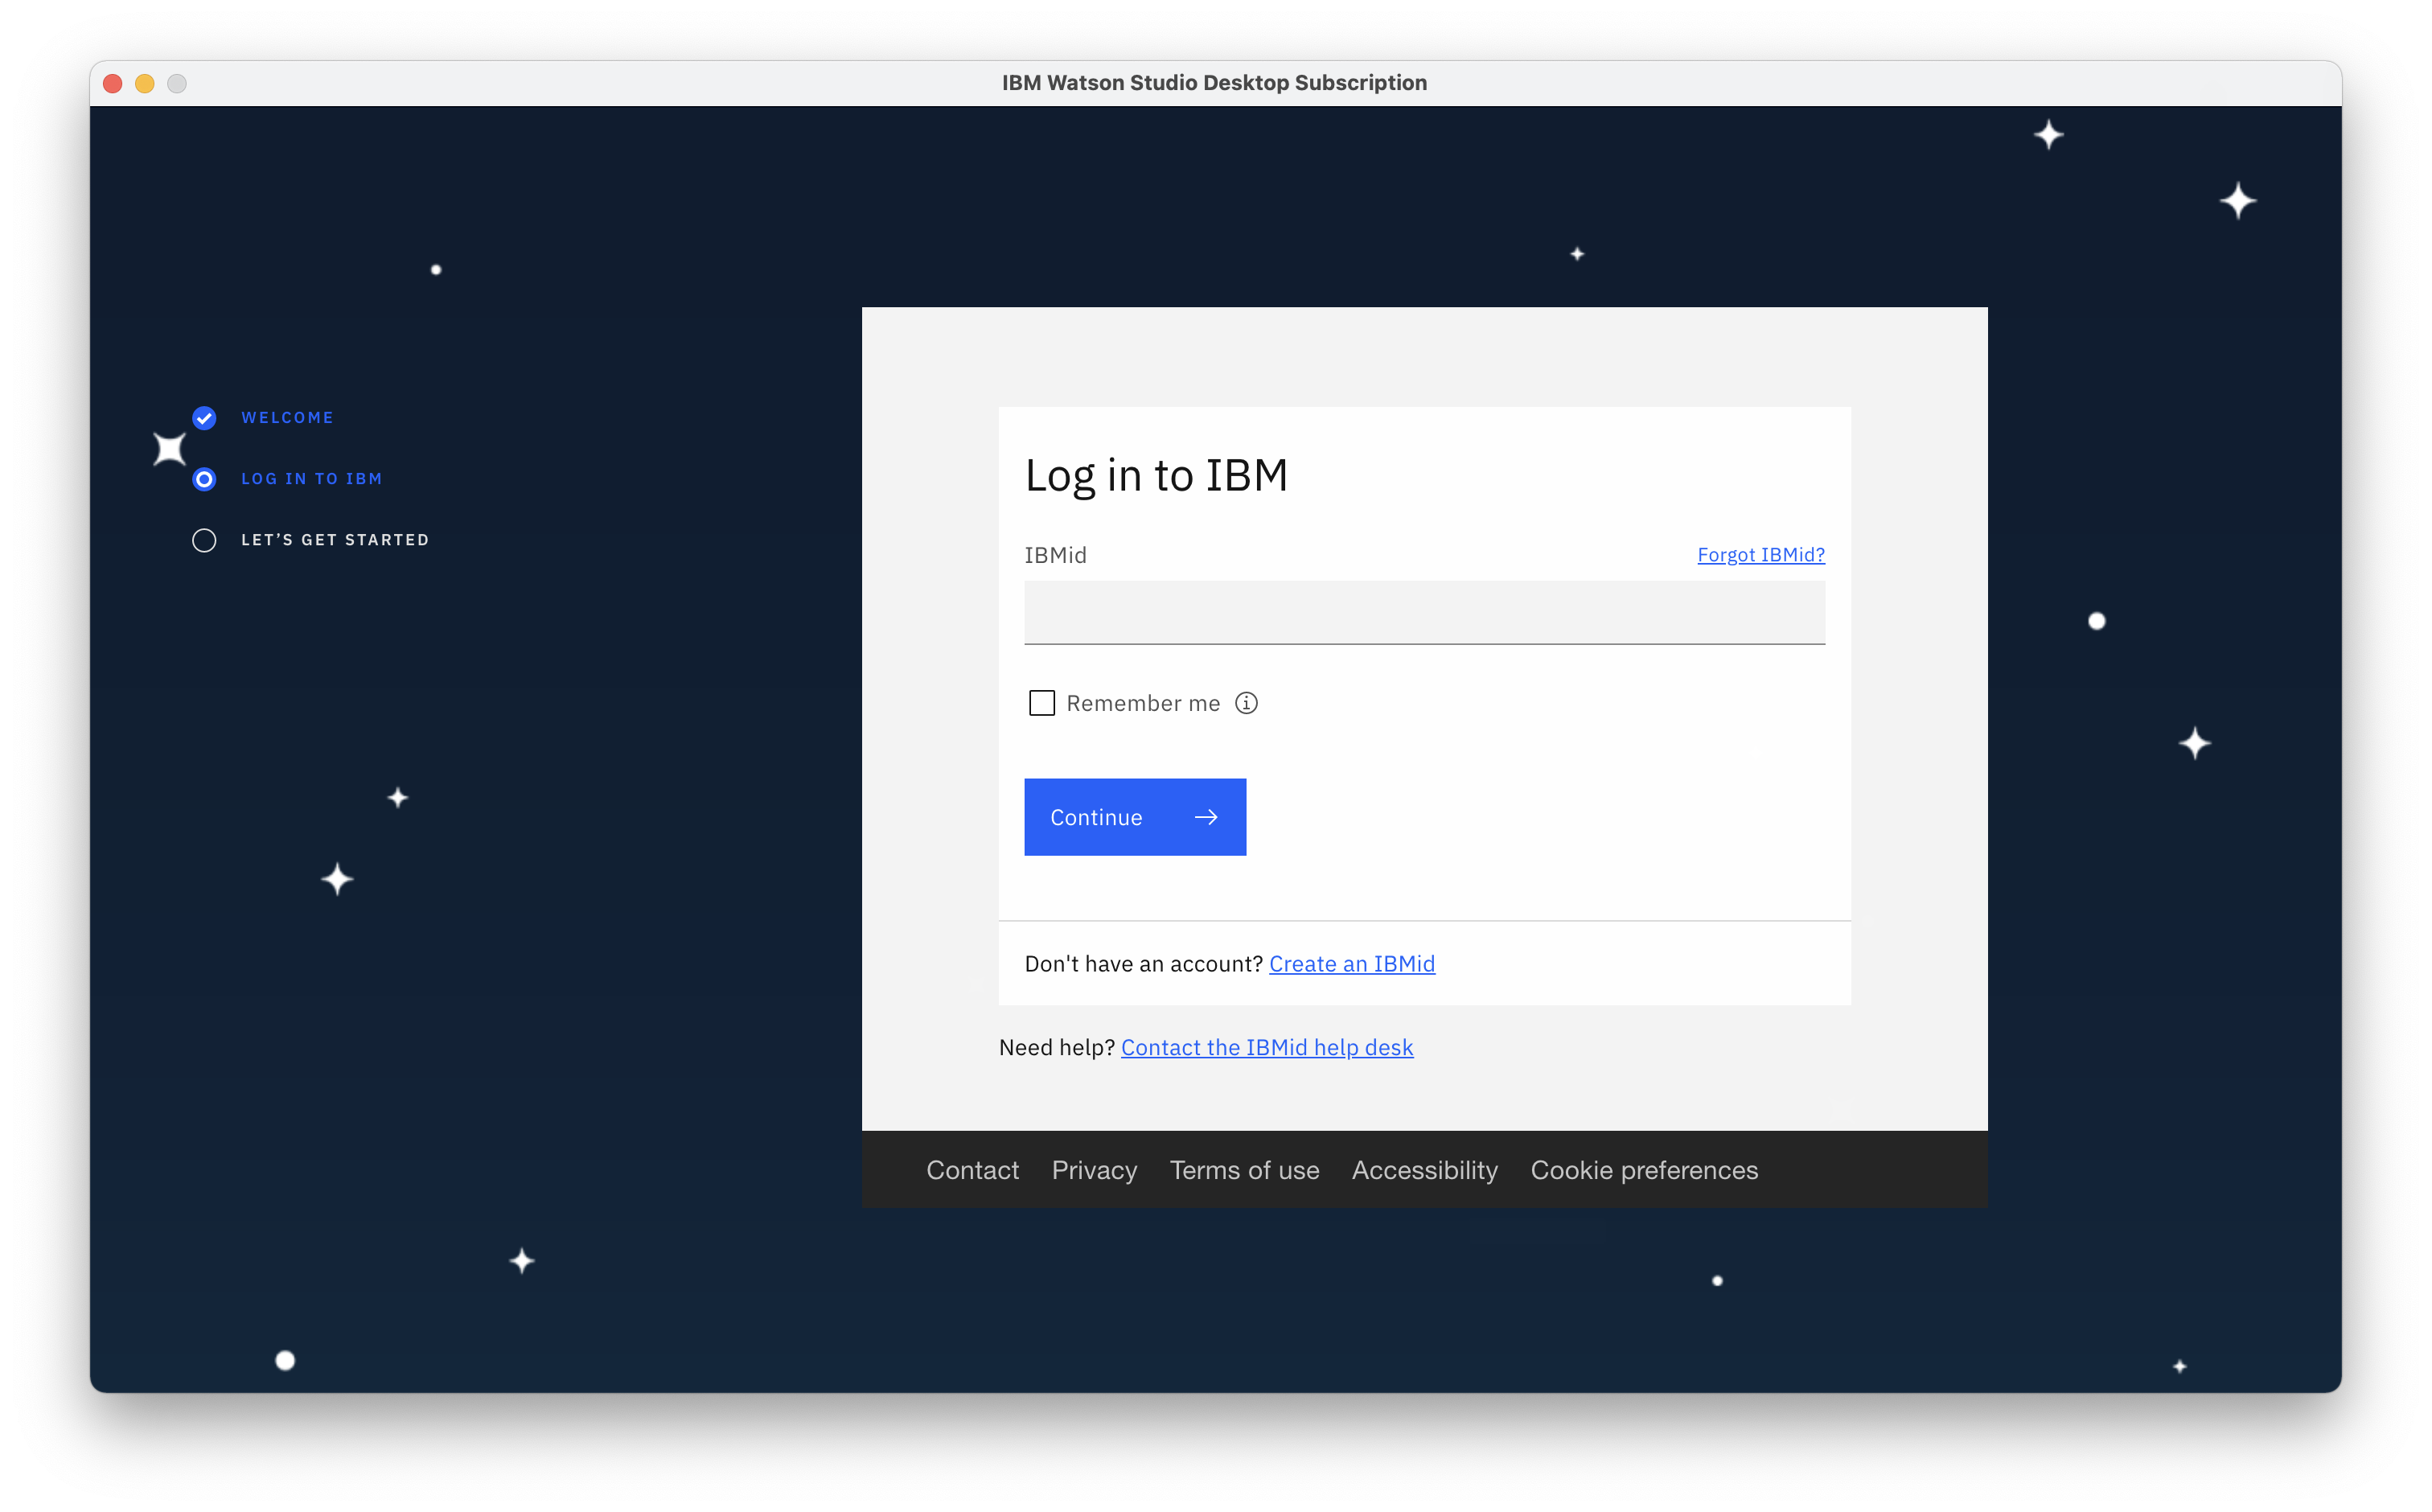 IBM Watson Studio Desktop Subscription
WELCOME
LOG IN TO IBM
LET’S GET STARTED
Log in to IBM
IBMid
Forgot IBMid?
Remember me
Continue
Don't have an account? Create an IBMid
Need help? Contact the IBMid help desk
Contact Privacy Terms of use Accessibility Cookie preferences